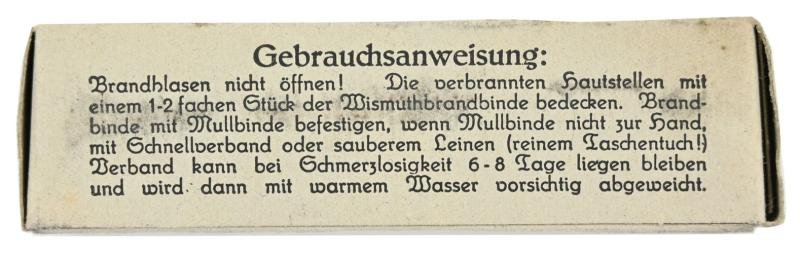 Gebrauchsanweisung:
Brandblasen nicht öffnen! Die verbrannten Hautstellen mit
einem 1-2 fachen Stück der Wismuthbrandbinde bedecken. Brand-
binde mit Mullbinde befestigen, wenn Mullbinde nicht zur Hand,
mit Schnellverband oder sauberem Leinen (reinem Taschentuch!)
Verband kann bei Schmerzlosigkeit 6-8 Tage liegen bleiben
und wird dann mit warmem Wasser vorsichtig abgeweicht.